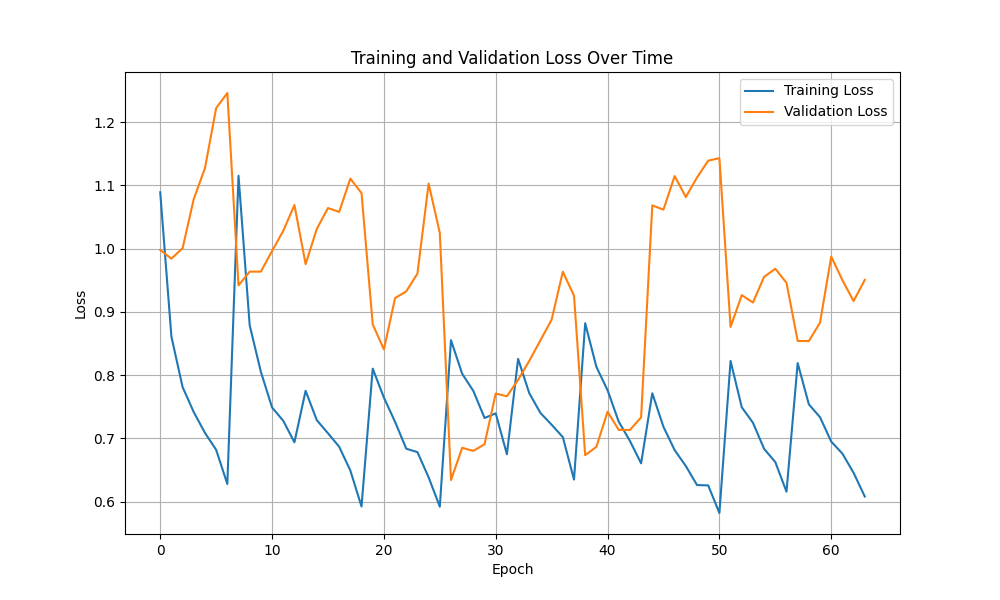 Training and Validation Loss Over Time
Training Loss
Validation Loss
1.2
1.1
1.0
0.9
0.8
0.7
0.6
Loss
0 10 20 30 40 50 60
Epoch